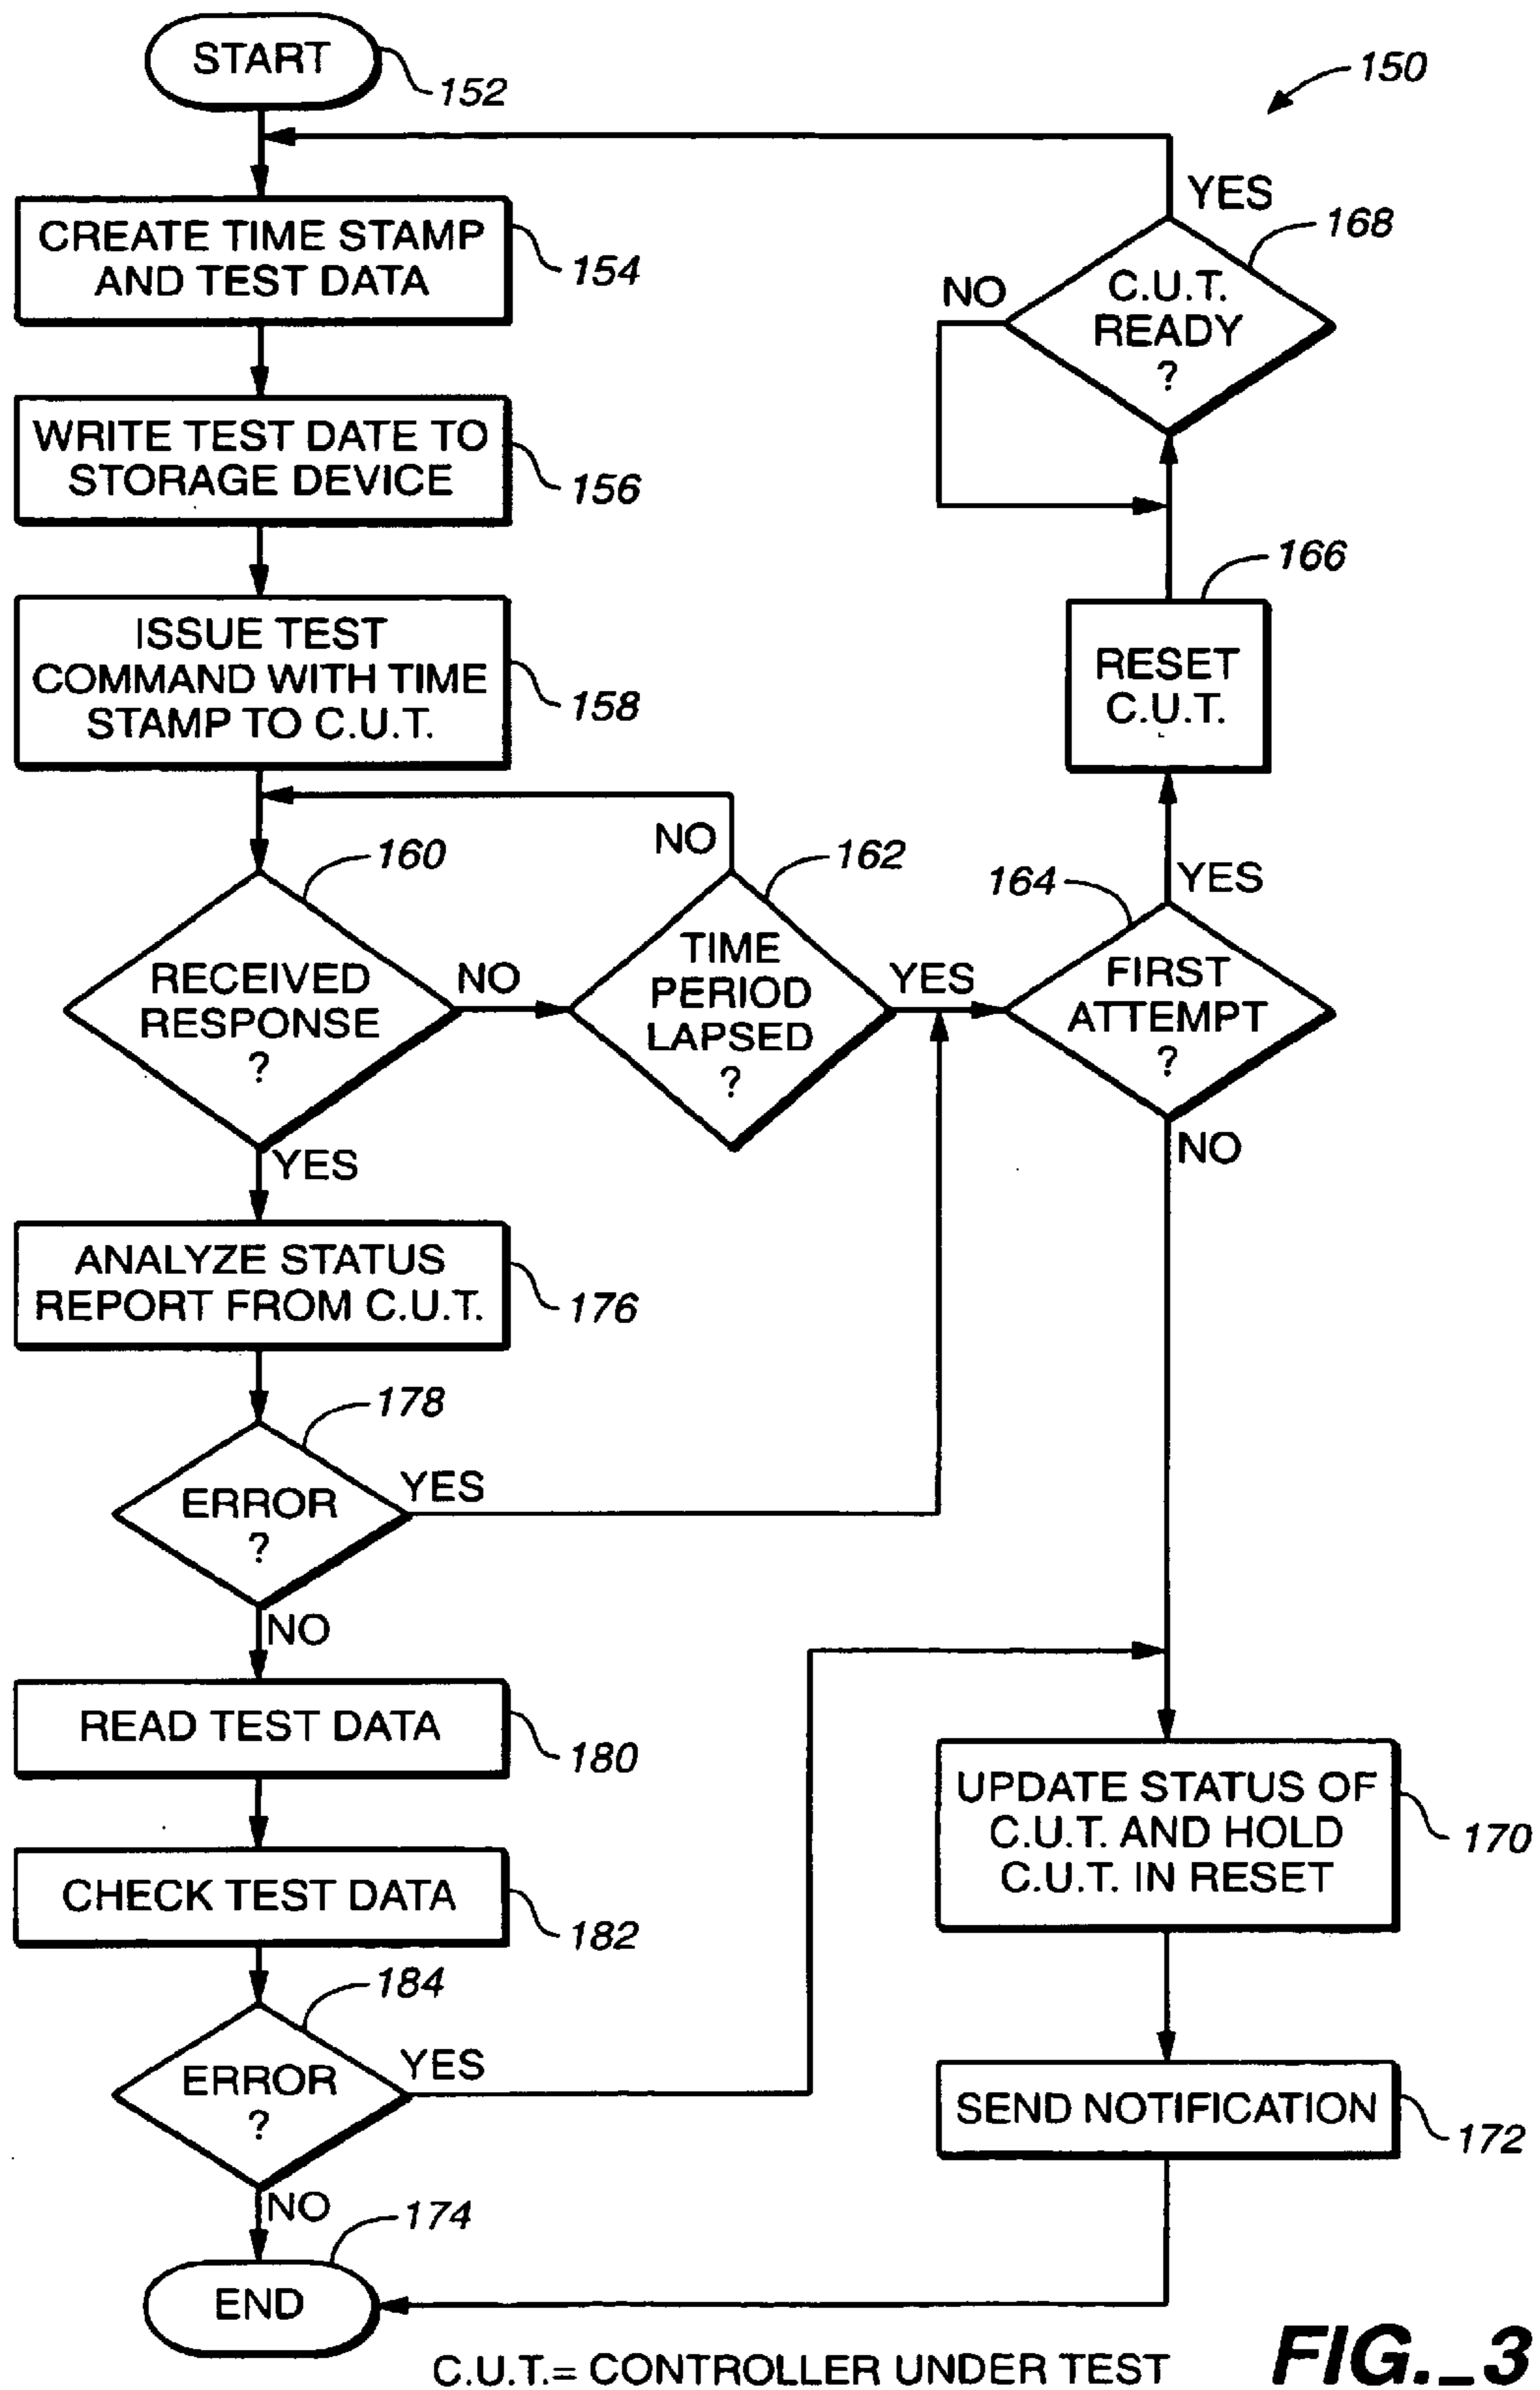 START
152
150
CREATE TIME STAMP
AND TEST DATA
154
YES
168
NO
C.U.T.
READY
?
WRITE TEST DATE TO
STORAGE DEVICE
156
166
RESET
C.U.T.
ISSUE TEST
COMMAND WITH TIME
STAMP TO C.U.T.
158
NO
160
162
164
YES
RECEIVED
RESPONSE
?
NO
TIME
PERIOD
LAPSED
?
YES
FIRST
ATTEMPT
?
YES
NO
ANALYZE STATUS
REPORT FROM C.U.T.
176
178
ERROR
?
YES
NO
READ TEST DATA
180
UPDATE STATUS OF
C.U.T. AND HOLD
C.U.T. IN RESET
170
CHECK TEST DATA
182
184
ERROR
?
YES
SEND NOTIFICATION
172
NO
174
END
C.U.T.= CONTROLLER UNDER TEST
FIG._3